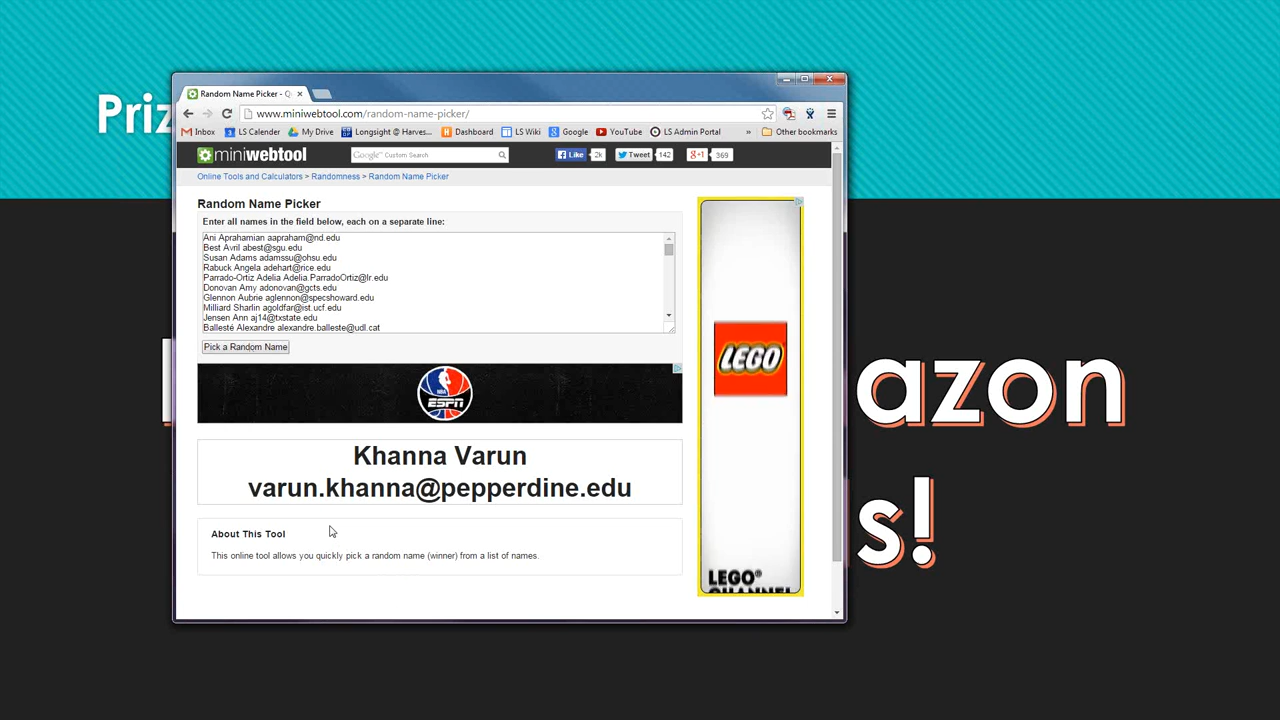 Priz
azon
s!
Random Name Picker - Q
www.miniwebtool.com/random-name-picker/
Inbox LS Calender My Drive Longsight @ Harves... Dashboard LS Wiki Google YouTube LS Admin Portal » Other bookmarks
miniwebtool Google™ Custom Search Like 2k Tweet 142 +1 369
Online Tools and Calculators > Randomness > Random Name Picker
Random Name Picker
Enter all names in the field below, each on a separate line:
Ani Aprahamian aapraham@nd.edu
Best Avril abest@sgu.edu
Susan Adams adamssu@ohsu.edu
Rabuck Angela adehart@rice.edu
Parrado-Ortiz Adelia Adelia.ParradoOrtiz@lr.edu
Donovan Amy adonovan@gcts.edu
Glennon Aubrie aglennon@specshoward.edu
Milliard Sharlin agoldfar@ist.ucf.edu
Jensen Ann aj14@txstate.edu
Ballesté Alexandre alexandre.balleste@udl.cat
Pick a Random Name
NBA
ESPN
Khanna Varun
varun.khanna@pepperdine.edu
About This Tool
This online tool allows you quickly pick a random name (winner) from a list of names.
LEGO
LEGO®
CHANNEL